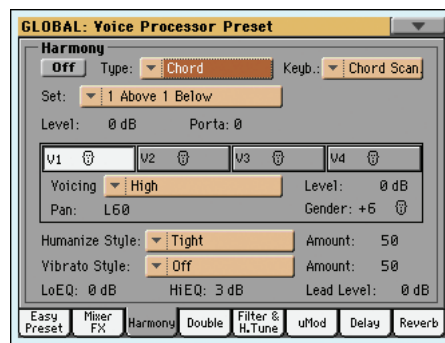 GLOBAL: Voice Processor Preset
Harmony
Off Type: Chord Keyb.: Chord Scan
Set: 1 Above 1 Below
Level: 0 dB Porta: 0
V1 V2 V3 V4
Voicing High Level: 0 dB
Pan: L60 Gender: +6
Humanize Style: Tight Amount: 50
Vibrato Style: Off Amount: 50
LoEQ: 0 dB HiEQ: 3 dB Lead Level: 0 dB
Easy Preset Mixer FX Harmony Double Filter & H.Tune uMod Delay Reverb